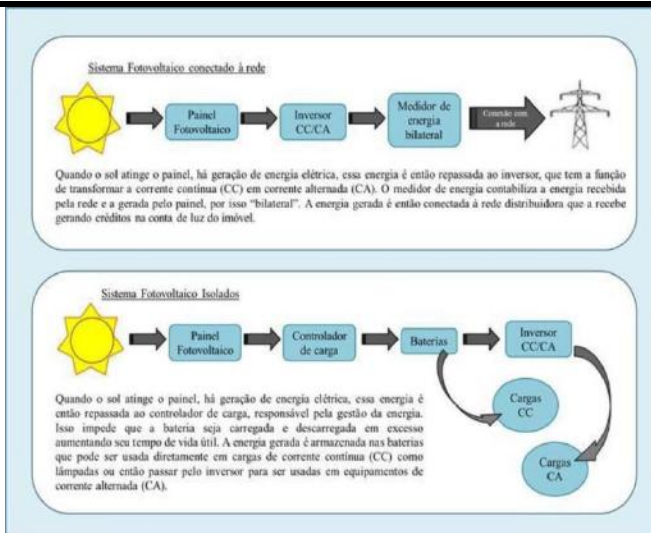 Sistema Fotovoltaico conectado à rede
Painel
Fotovoltaico
Inversor
CC/CA
Medidor de
energia
bilateral
Conexão com
a rede
Quando o sol atinge o painel, há geração de energia elétrica, essa energia é então repassada ao inversor, que tem a função
de transformar a corrente contínua (CC) em corrente alternada (CA). O medidor de energia contabiliza a energia recebida
pela rede e a gerada pelo painel, por isso “bilateral”. A energia gerada é então conectada à rede distribuidora que a recebe
gerando créditos na conta de luz do imóvel.
Sistema Fotovoltaico Isolados
Painel
Fotovoltaico
Controlador
de carga
Baterias
Inversor
CC/CA
Cargas
CC
Cargas
CA
Quando o sol atinge o painel, há geração de energia elétrica, essa energia é
então repassada ao controlador de carga, responsável pela gestão da energia.
Isso impede que a bateria seja carregada e descarregada em excesso
aumentando seu tempo de vida útil. A energia gerada é armazenada nas baterias
que pode ser usada diretamente em cargas de corrente contínua (CC) como
lâmpadas ou então passar pelo inversor para ser usadas em equipamentos de
corrente alternada (CA).